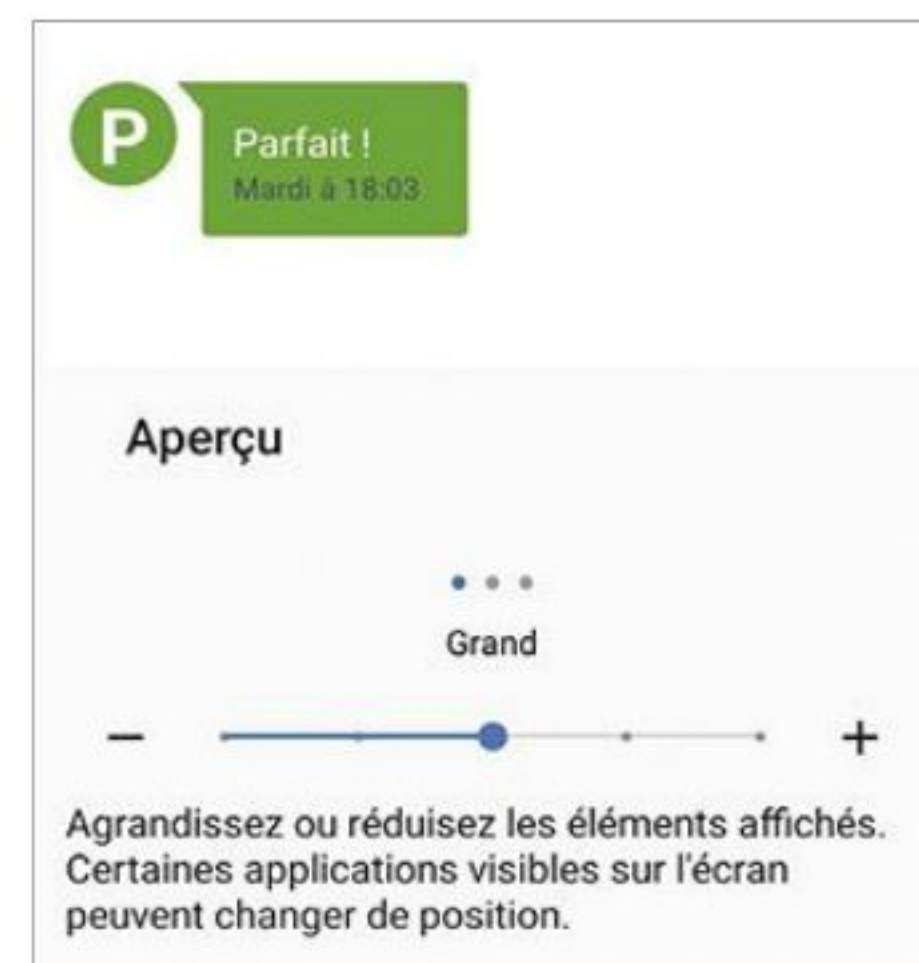 P
Parfait !
Mardi à 18:03
Aperçu
Grand
− +
Agrandissez ou réduisez les éléments affichés.
Certaines applications visibles sur l'écran
peuvent changer de position.